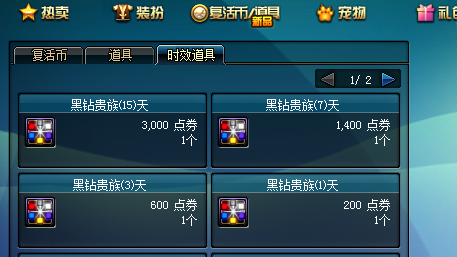 热卖 装扮 复活币/道具 宠物 礼
新品
复活币 道具 时效道具
1/ 2
黑钻贵族(15)天 黑钻贵族(7)天
3,000 点券 1,400 点券
1个 1个
黑钻贵族(3)天 黑钻贵族(1)天
600 点券 200 点券
1个 1个